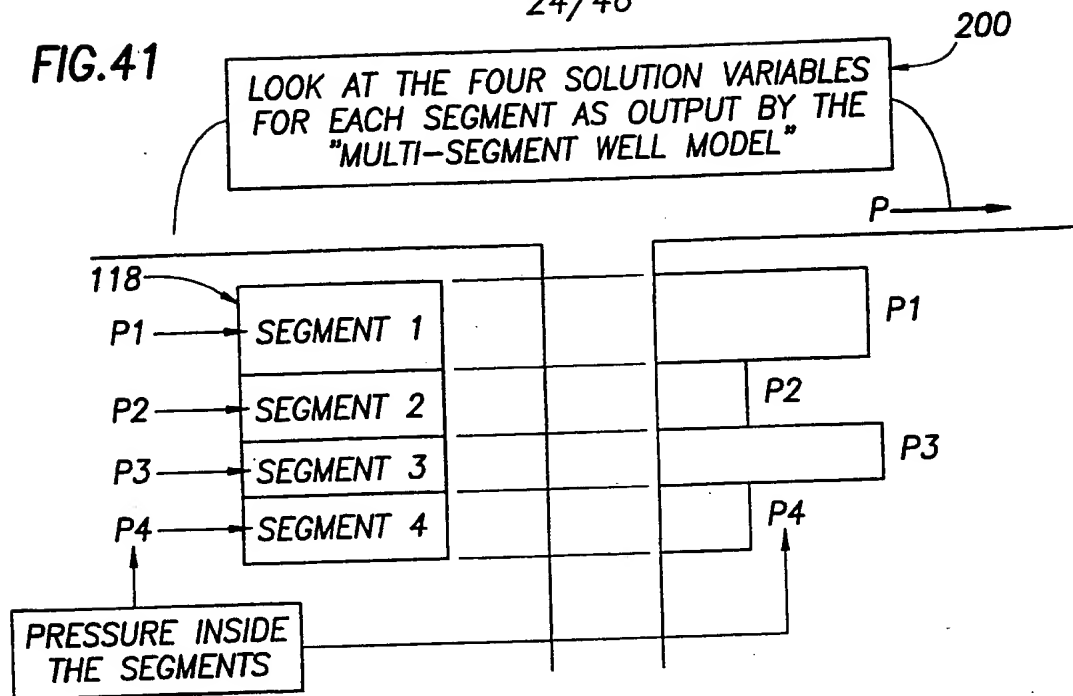 24/46
FIG.41
200
LOOK AT THE FOUR SOLUTION VARIABLES
FOR EACH SEGMENT AS OUTPUT BY THE
"MULTI-SEGMENT WELL MODEL"
P
118
P1
SEGMENT 1
P1
P2
SEGMENT 2
P2
P3
SEGMENT 3
P3
P4
SEGMENT 4
P4
PRESSURE INSIDE
THE SEGMENTS